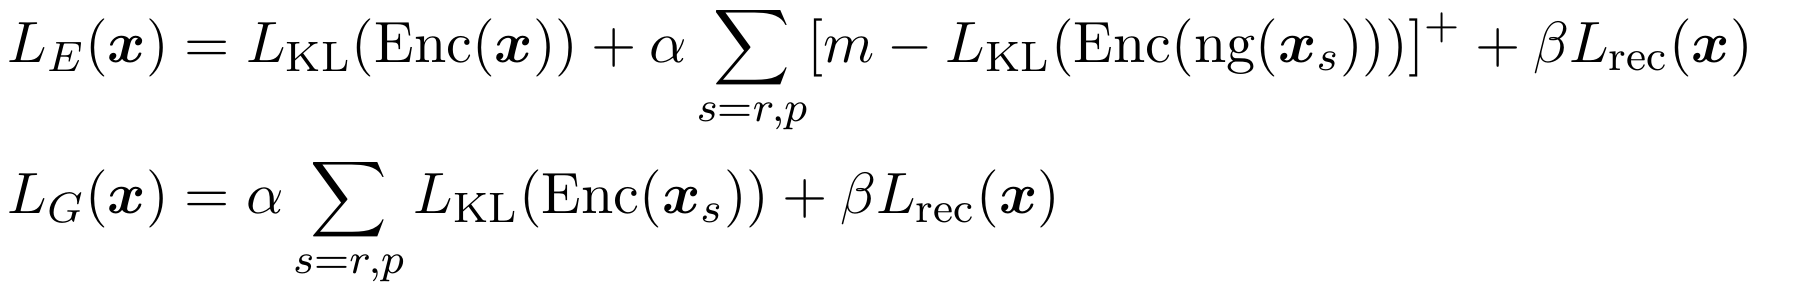 L_E(𝒙) = L_KL(Enc(𝒙)) + α ∑_{s=r,p} [m − L_KL(Enc(ng(𝒙_s)))]^+ + βL_rec(𝒙)
L_G(𝒙) = α ∑_{s=r,p} L_KL(Enc(𝒙_s)) + βL_rec(𝒙)